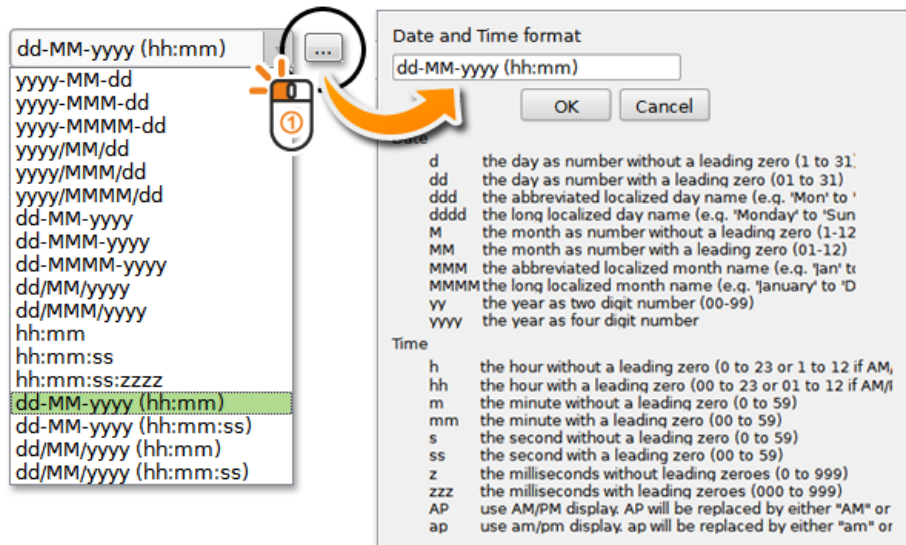 dd-MM-yyyy (hh:mm)
...
yyyy-MM-dd
yyyy-MMM-dd
yyyy-MMMM-dd
yyyy/MM/dd
yyyy/MMM/dd
yyyy/MMMM/dd
dd-MM-yyyy
dd-MMM-yyyy
dd-MMMM-yyyy
dd/MM/yyyy
dd/MMM/yyyy
hh:mm
hh:mm:ss
hh:mm:ss:zzzz
dd-MM-yyyy (hh:mm)
dd-MM-yyyy (hh:mm:ss)
dd/MM/yyyy (hh:mm)
dd/MM/yyyy (hh:mm:ss)
1
Date and Time format
dd-MM-yyyy (hh:mm)
OK Cancel
Date
d the day as number without a leading zero (1 to 31)
dd the day as number with a leading zero (01 to 31)
ddd the abbreviated localized day name (e.g. 'Mon' to '
dddd the long localized day name (e.g. 'Monday' to 'Sun
M the month as number without a leading zero (1-12
MM the month as number with a leading zero (01-12)
MMM the abbreviated localized month name (e.g. 'Jan' to
MMMM the long localized month name (e.g. 'January' to 'D
yy the year as two digit number (00-99)
yyyy the year as four digit number
Time
h the hour without a leading zero (0 to 23 or 1 to 12 if AM/
hh the hour with a leading zero (00 to 23 or 01 to 12 if AM/
m the minute without a leading zero (0 to 59)
mm the minute with a leading zero (00 to 59)
s the second without a leading zero (0 to 59)
ss the second with a leading zero (00 to 59)
z the milliseconds without leading zeroes (0 to 999)
zzz the milliseconds with leading zeroes (000 to 999)
AP use AM/PM display. AP will be replaced by either "AM" or
ap use am/pm display. ap will be replaced by either "am" or